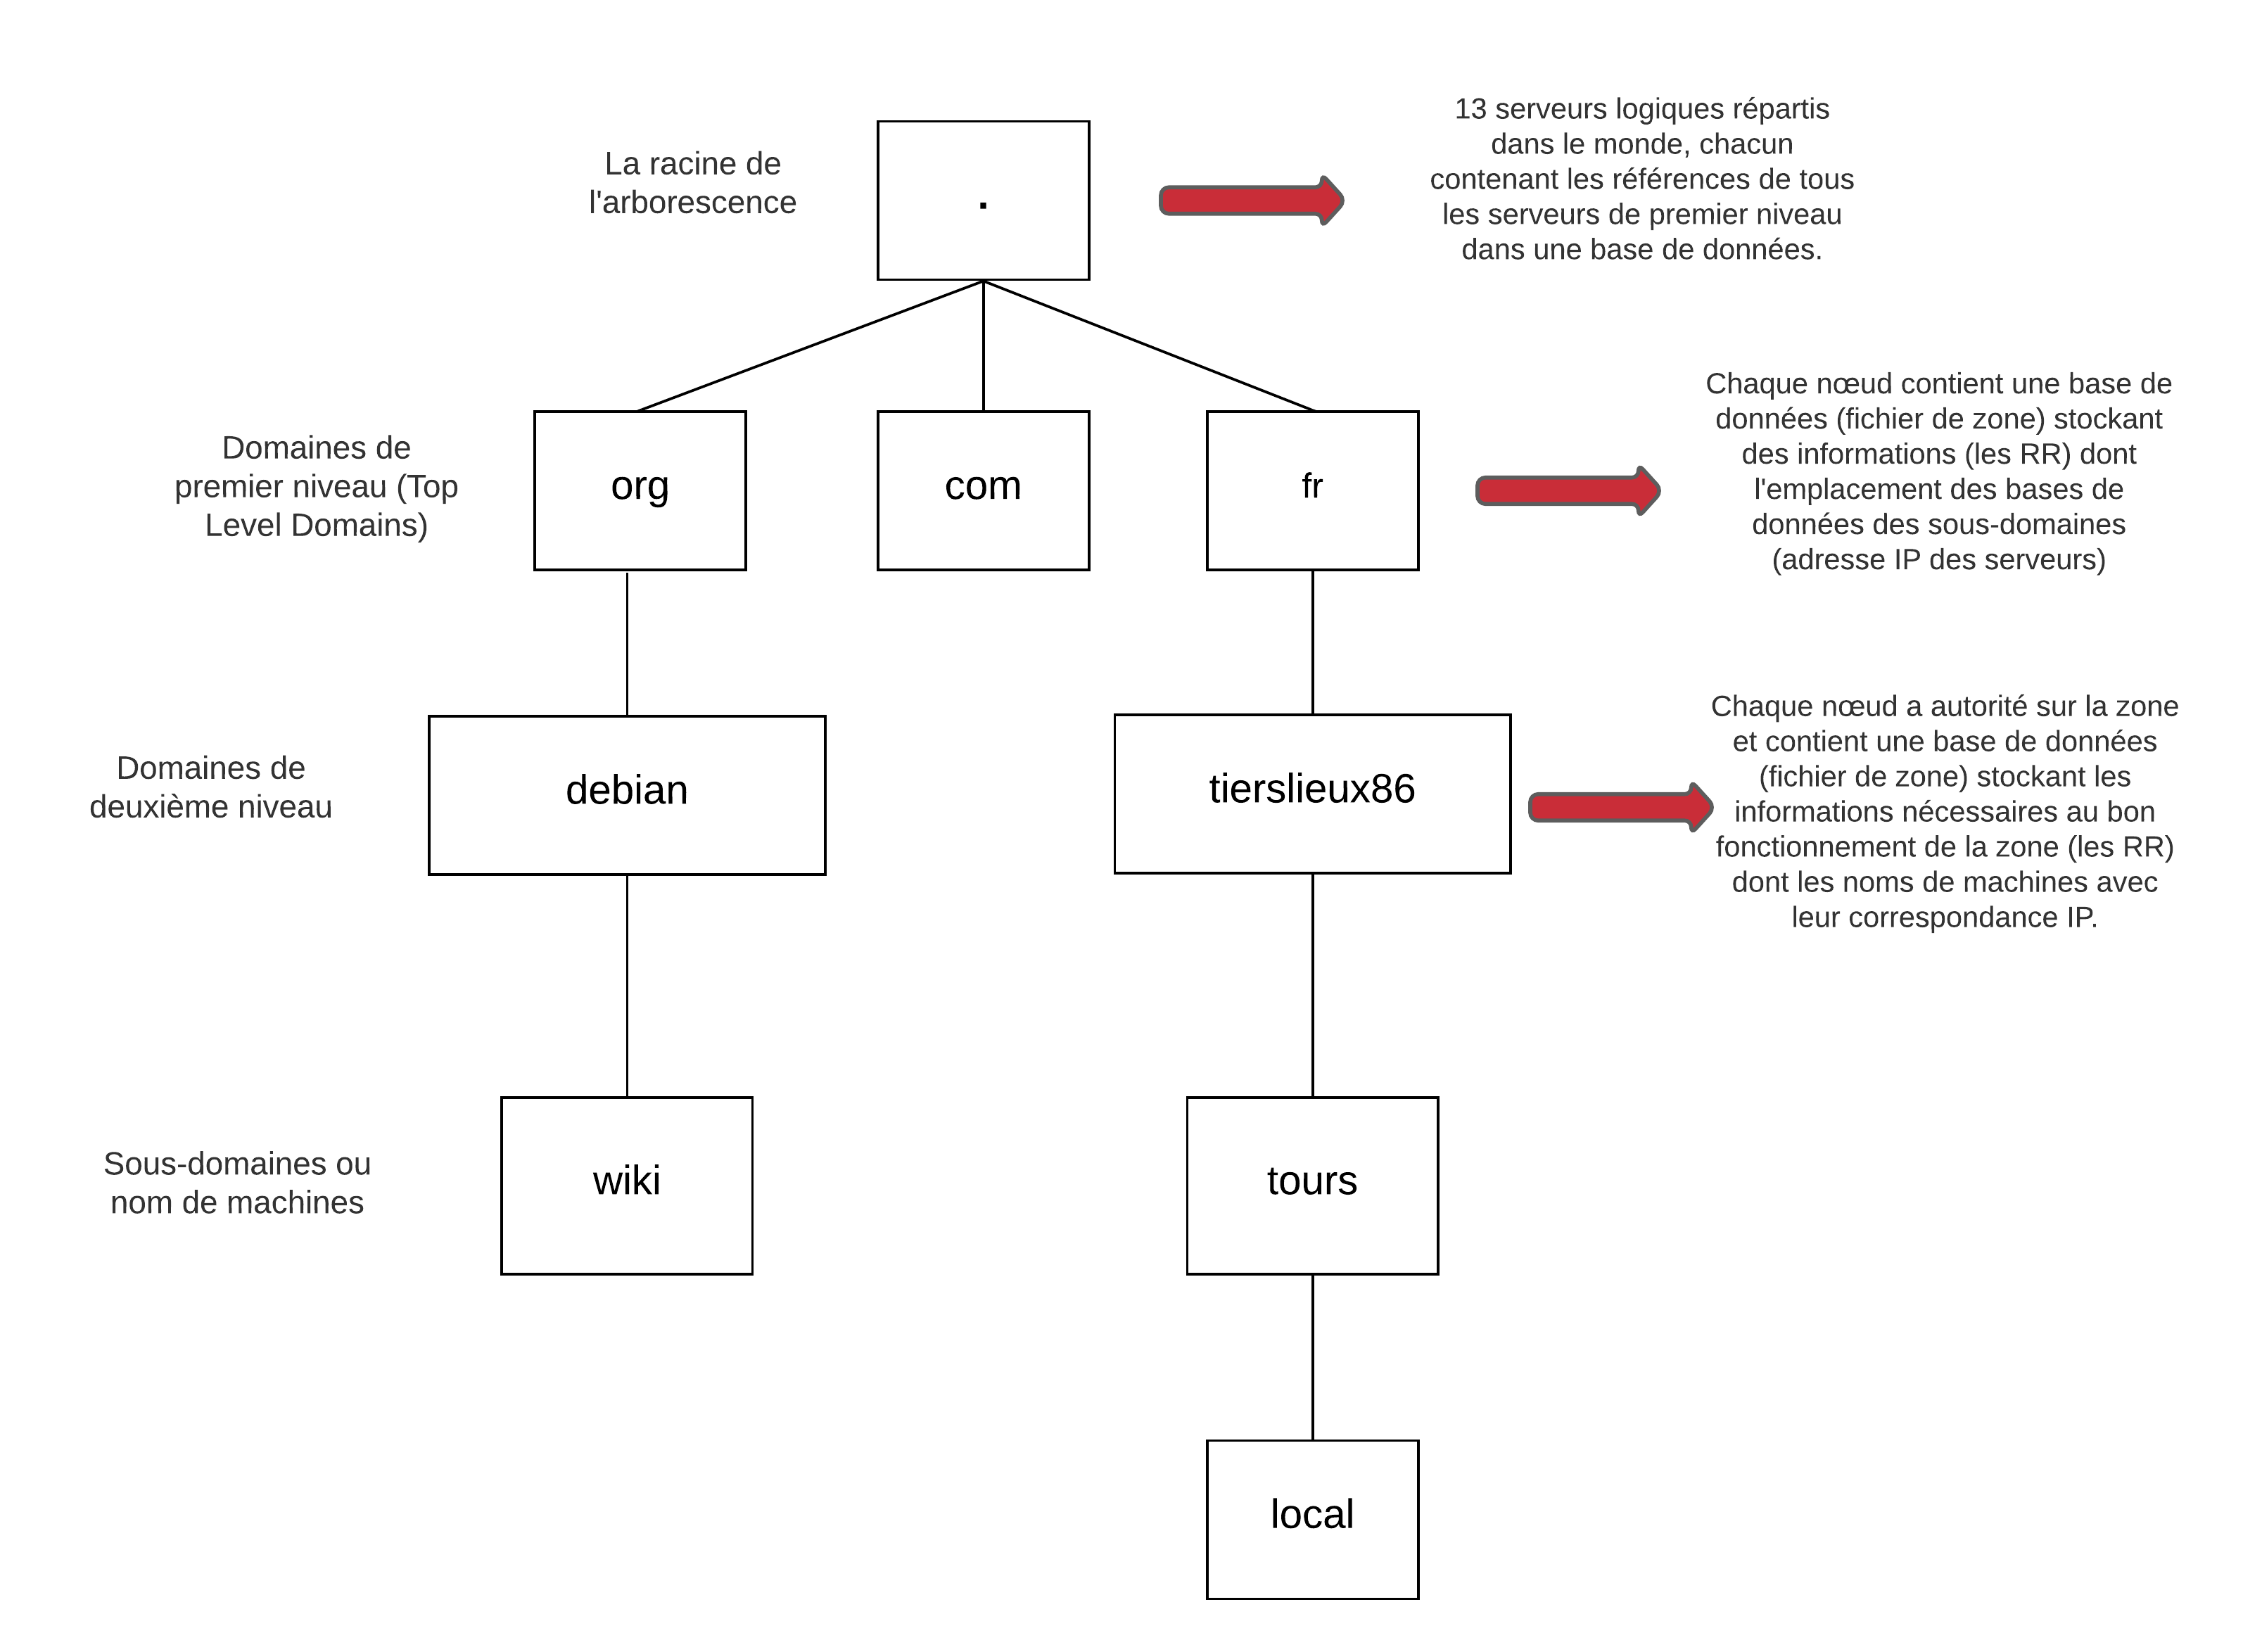 La racine de
l'arborescence
.
13 serveurs logiques répartis
dans le monde, chacun
contenant les références de tous
les serveurs de premier niveau
dans une base de données.
Domaines de
premier niveau (Top
Level Domains)
org
com
fr
Chaque nœud contient une base de
données (fichier de zone) stockant
des informations (les RR) dont
l'emplacement des bases de
données des sous-domaines
(adresse IP des serveurs)
Domaines de
deuxième niveau
debian
tierslieux86
Chaque nœud a autorité sur la zone
et contient une base de données
(fichier de zone) stockant les
informations nécessaires au bon
fonctionnement de la zone (les RR)
dont les noms de machines avec
leur correspondance IP.
Sous-domaines ou
nom de machines
wiki
tours
local